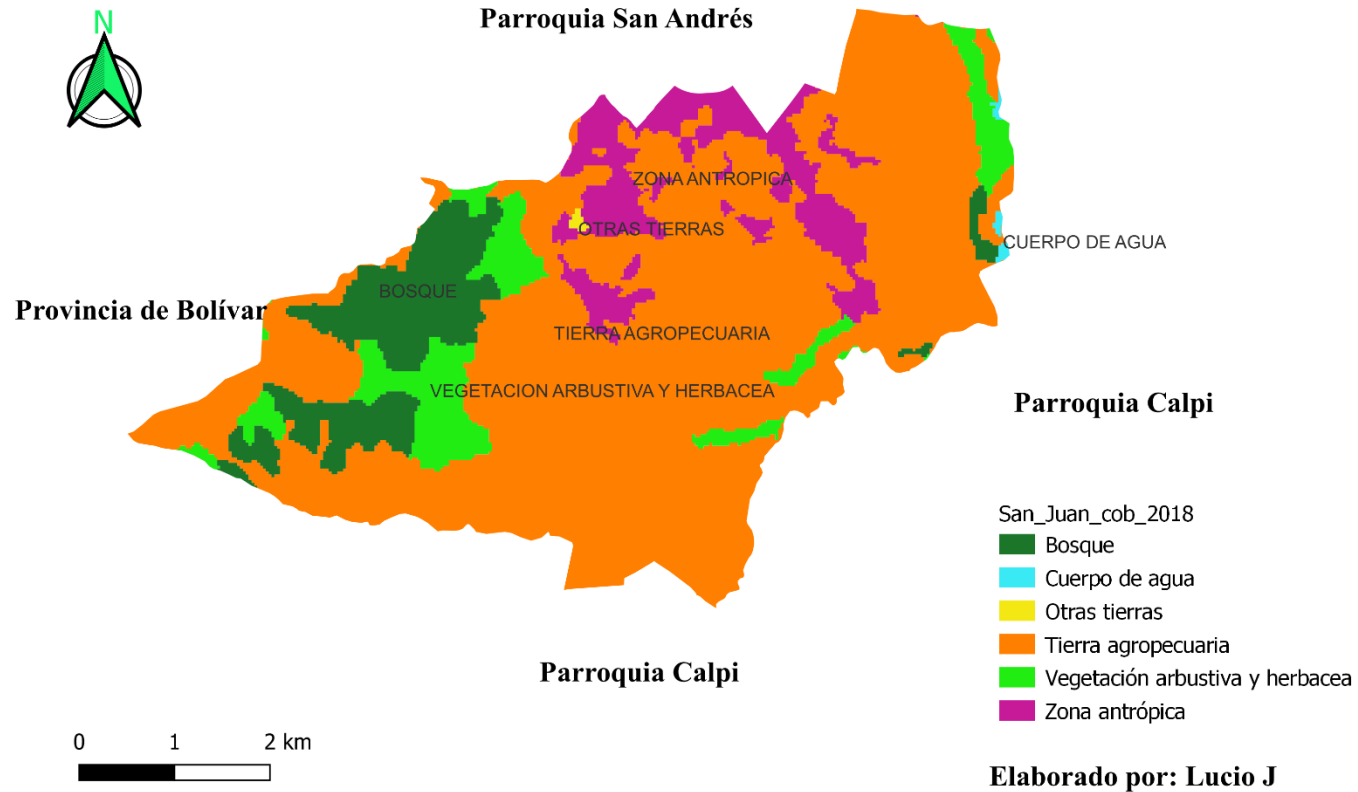 N
Parroquia San Andrés
ZONA ANTROPICA
OTRAS TIERRAS
CUERPO DE AGUA
BOSQUE
Provincia de Bolívar
TIERRA AGROPECUARIA
VEGETACION ARBUSTIVA Y HERBACEA
Parroquia Calpi
San_Juan_cob_2018
Bosque
Cuerpo de agua
Otras tierras
Tierra agropecuaria
Vegetación arbustiva y herbacea
Zona antrópica
Parroquia Calpi
0 1 2 km
Elaborado por: Lucio J